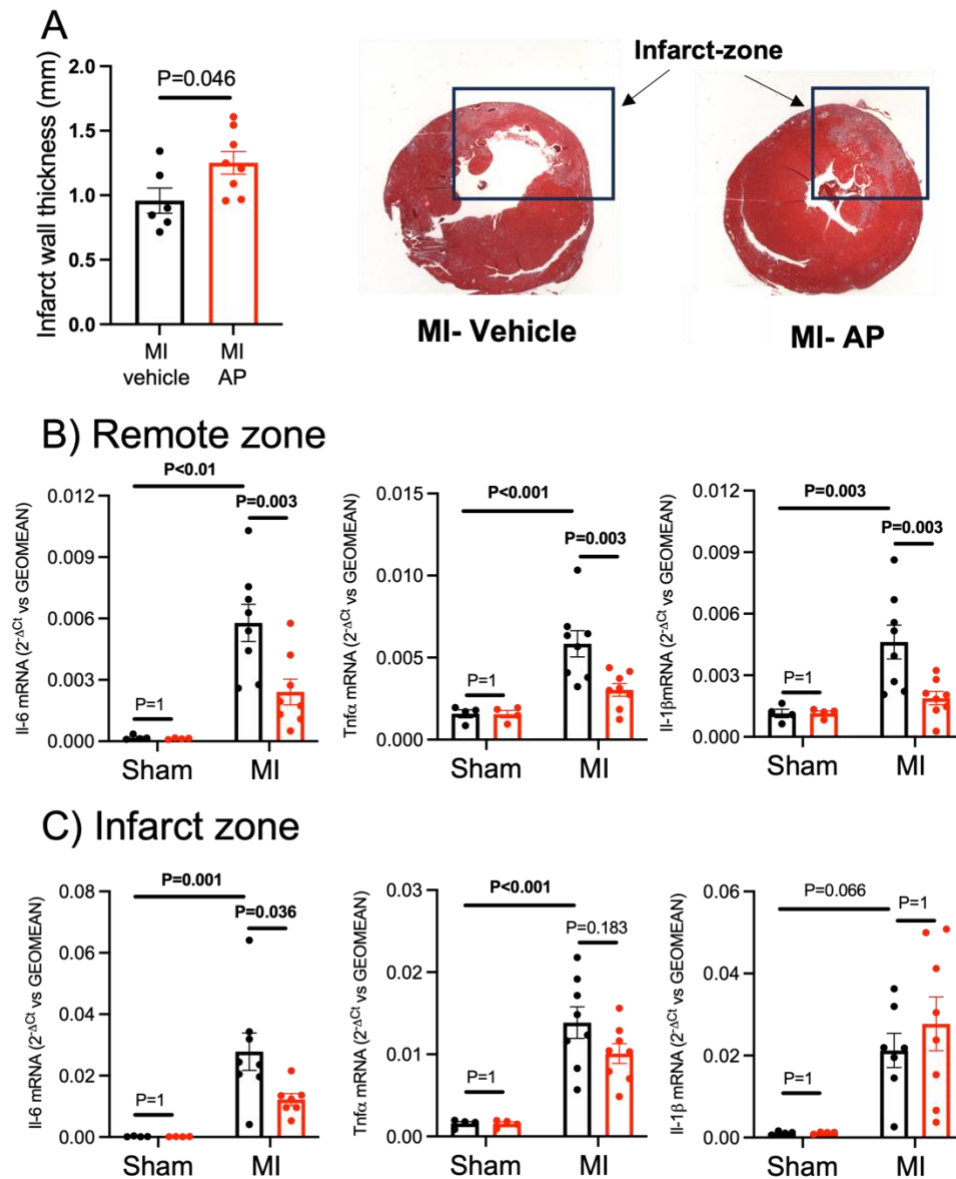 A
Infarct wall thickness (mm)
2.0
1.5
1.0
0.5
0.0
P=0.046
MI
vehicle
MI
AP
Infarct-zone
MI- Vehicle
MI- AP
B) Remote zone
Il-6 mRNA (2-ΔCt vs GEOMEAN)
0.012
0.009
0.006
0.003
0.000
P<0.01
P=0.003
P=1
Sham
MI
Tnfα mRNA (2-ΔCt vs GEOMEAN)
0.015
0.010
0.005
0.000
P<0.001
P=0.003
P=1
Sham
MI
Il-1βmRNA (2-ΔCt vs GEOMEAN)
0.012
0.009
0.006
0.003
0.000
P=0.003
P=0.003
P=1
Sham
MI
C) Infarct zone
Il-6 mRNA (2-ΔCt vs GEOMEAN)
0.08
0.06
0.04
0.02
0.00
P=0.001
P=0.036
P=1
Sham
MI
Tnfα mRNA (2-ΔCt vs GEOMEAN)
0.03
0.02
0.01
0.00
P<0.001
P=0.183
P=1
Sham
MI
Il-1β mRNA (2-ΔCt vs GEOMEAN)
0.06
0.04
0.02
0.00
P=0.066
P=1
P=1
Sham
MI